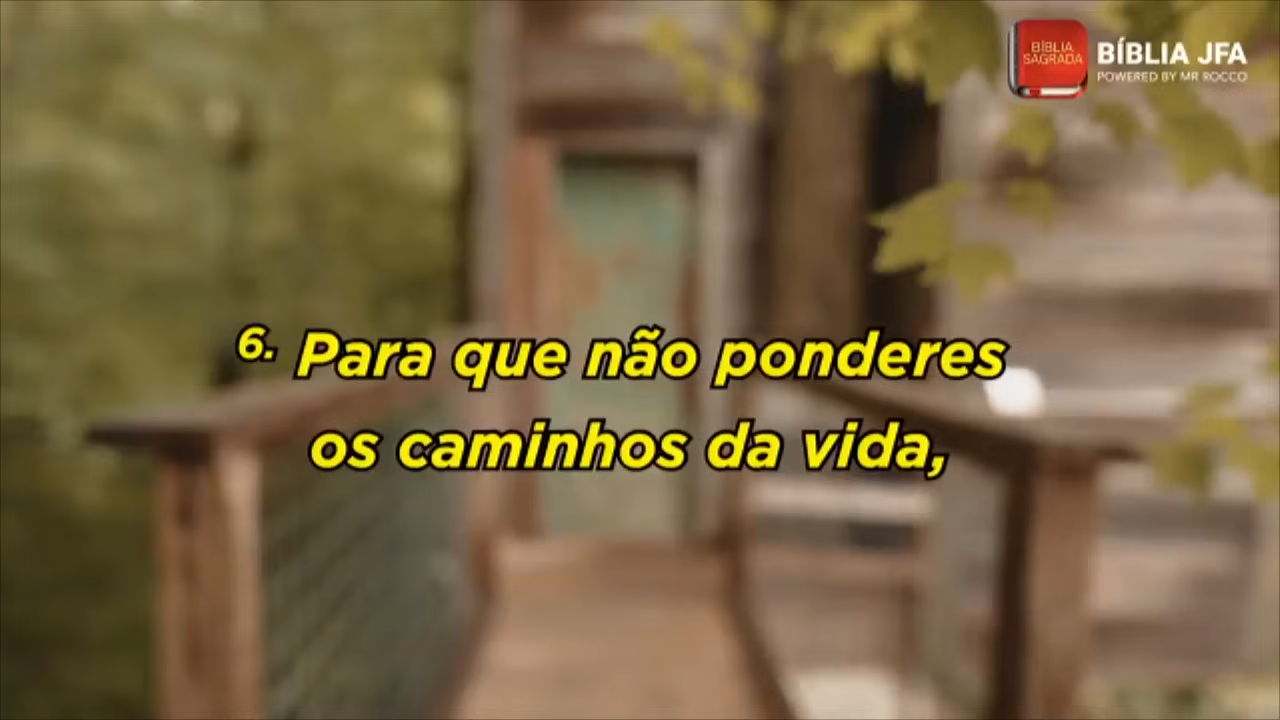 BÍBLIA
SAGRADA
BÍBLIA JFA
POWERED BY MR ROCCO
6. Para que não ponderes
os caminhos da vida,